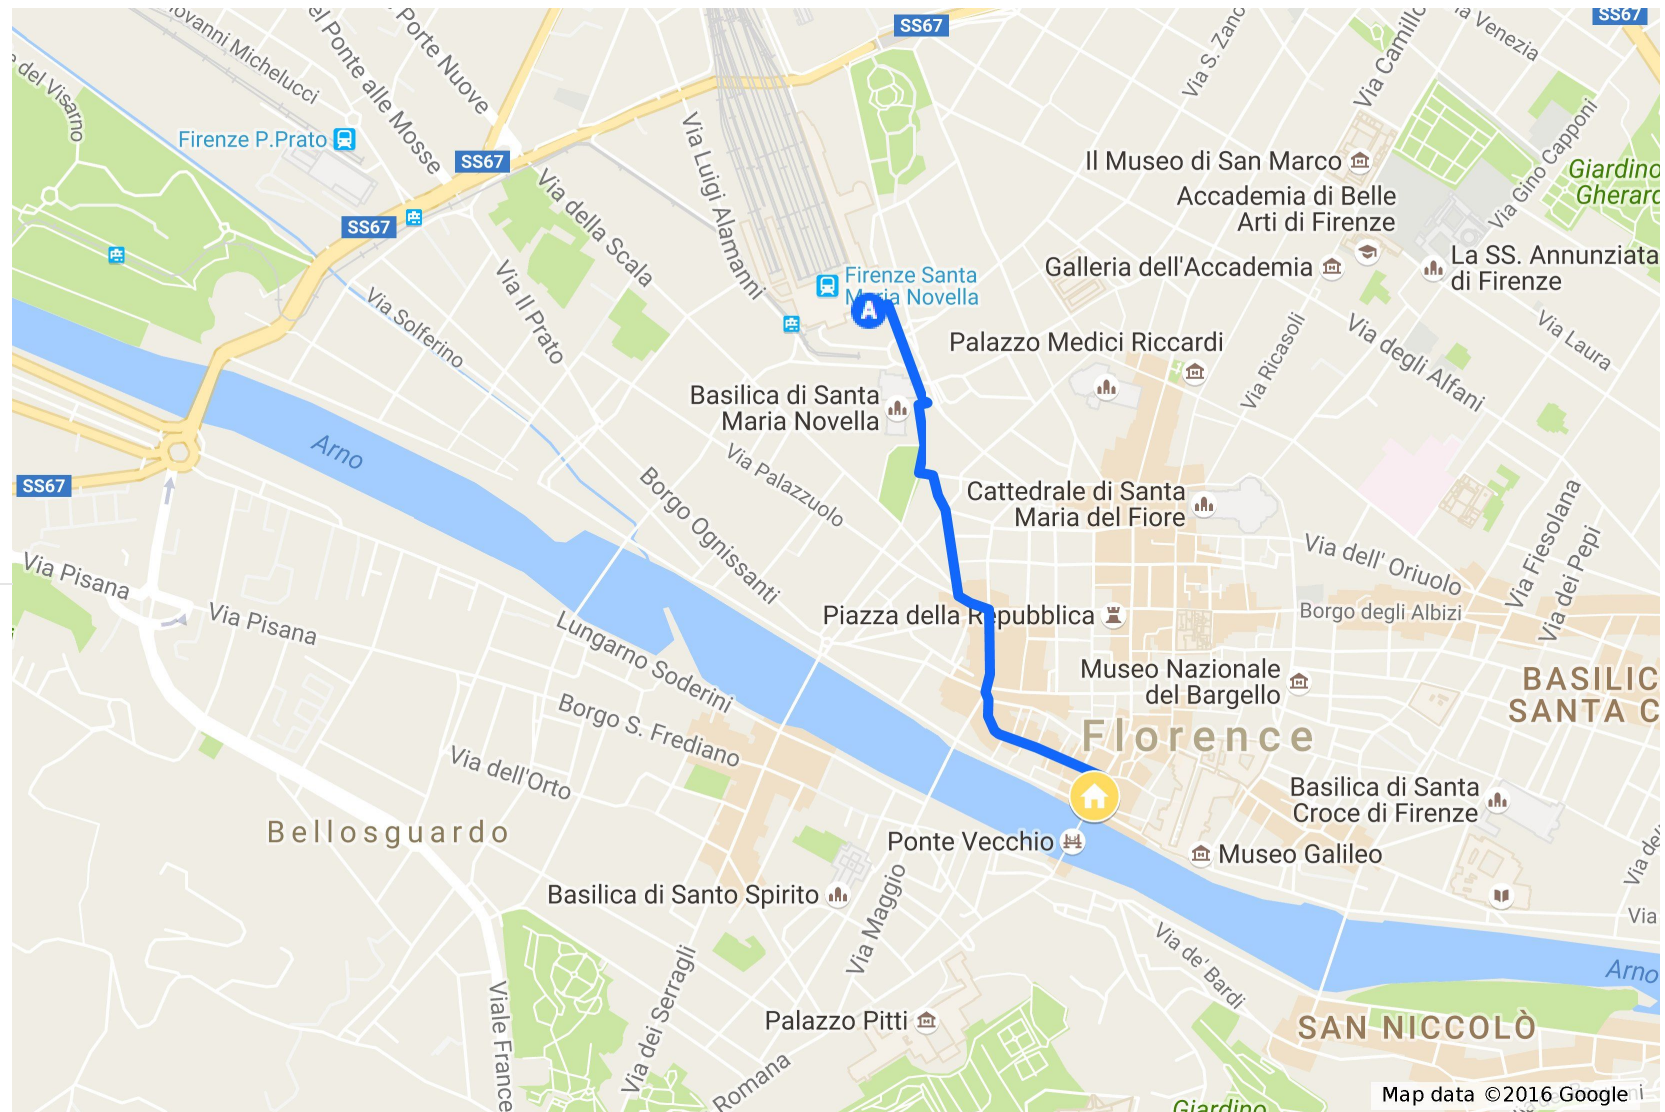 SS67
SS67
Via Venezia
Via S. Zano
Via Camillo
Giovanni Michelucci
el Ponte alle Mosse
Porte Nuove
e del Visarno
Firenze P.Prato
SS67
Via Luigi Alamanni
Il Museo di San Marco
Via Gino Capponi
Giardino
Gherard
Accademia di Belle
Arti di Firenze
Via della Scala
SS67
La SS. Annunziata
di Firenze
Galleria dell'Accademia
Firenze Santa
Maria Novella
A
Via Il Prato
Via Solferino
Palazzo Medici Riccardi
Via Ricasoli
Via degli Alfani
Via Laura
Basilica di Santa
Maria Novella
Arno
Via Palazzuolo
SS67
Borgo Ognissanti
Cattedrale di Santa
Maria del Fiore
Via dell' Oriuolo
Via Fiesolana
Via dei Pepi
Via Pisana
Via Pisana
Piazza della Repubblica
Borgo degli Albizi
Lungarno Soderini
Museo Nazionale
del Bargello
BASILIC
SANTA C
Borgo S. Frediano
Florence
Via dell'Orto
Basilica di Santa
Croce di Firenze
Bellosguardo
Ponte Vecchio
Museo Galileo
Via de
Basilica di Santo Spirito
Via Maggio
Via
Via de' Bardi
Arno
Via dei Serragli
Viale France
Palazzo Pitti
SAN NICCOLÒ
Romana
Map data ©2016 Google
Giardino